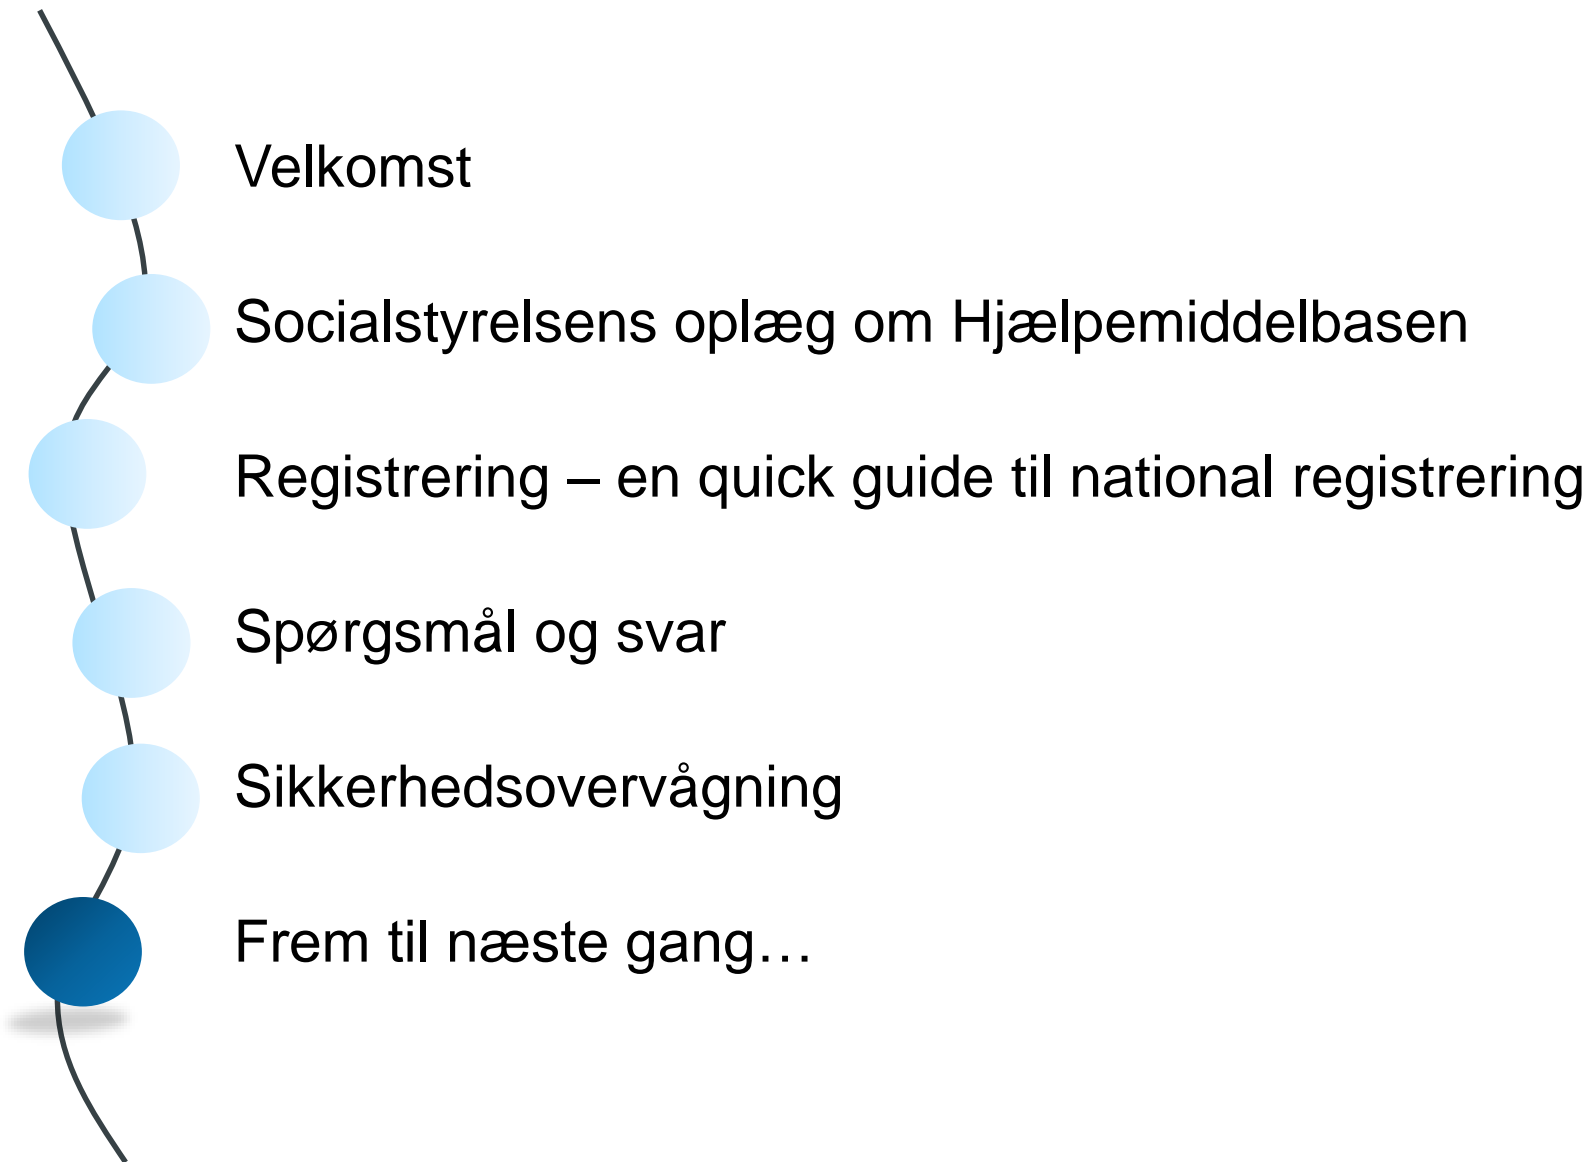 Velkomst
Socialstyrelsens oplæg om Hjælpemiddelbasen
Registrering – en quick guide til national registrering
Spørgsmål og svar
Sikkerhedsovervågning
Frem til næste gang…